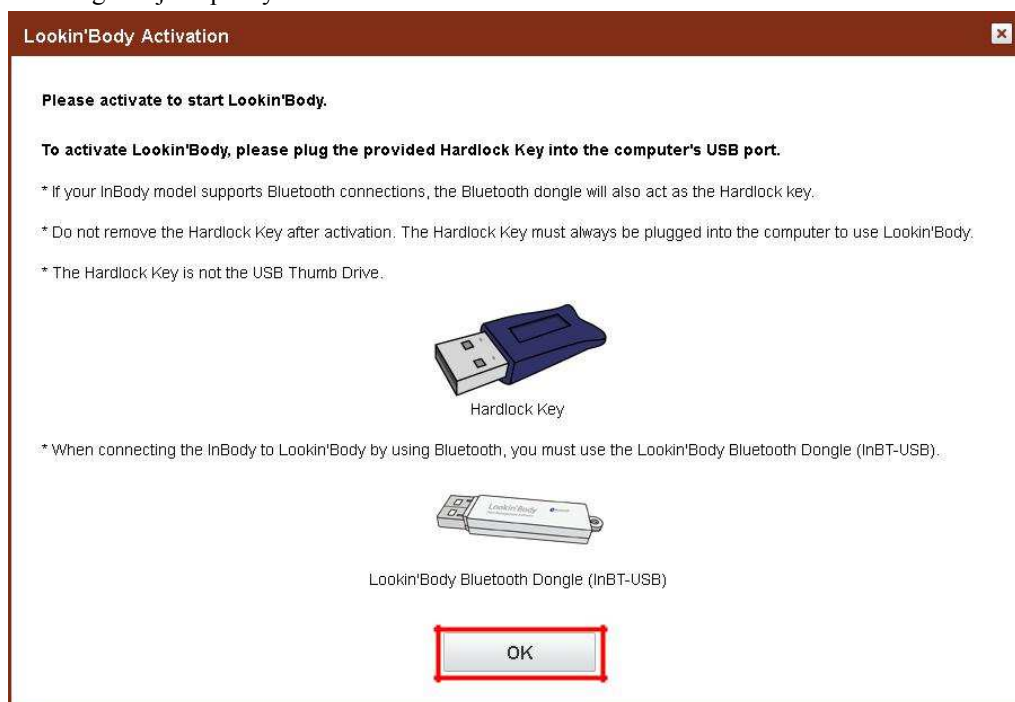 Lookin'Body Activation
Please activate to start Lookin'Body.
To activate Lookin'Body, please plug the provided Hardlock Key into the computer's USB port.
* If your InBody model supports Bluetooth connections, the Bluetooth dongle will also act as the Hardlock key.
* Do not remove the Hardlock Key after activation. The Hardlock Key must always be plugged into the computer to use Lookin'Body.
* The Hardlock Key is not the USB Thumb Drive.
Hardlock Key
* When connecting the InBody to Lookin'Body by using Bluetooth, you must use the Lookin'Body Bluetooth Dongle (InBT-USB).
Lookin'Body
Lookin'Body Bluetooth Dongle (InBT-USB)
OK